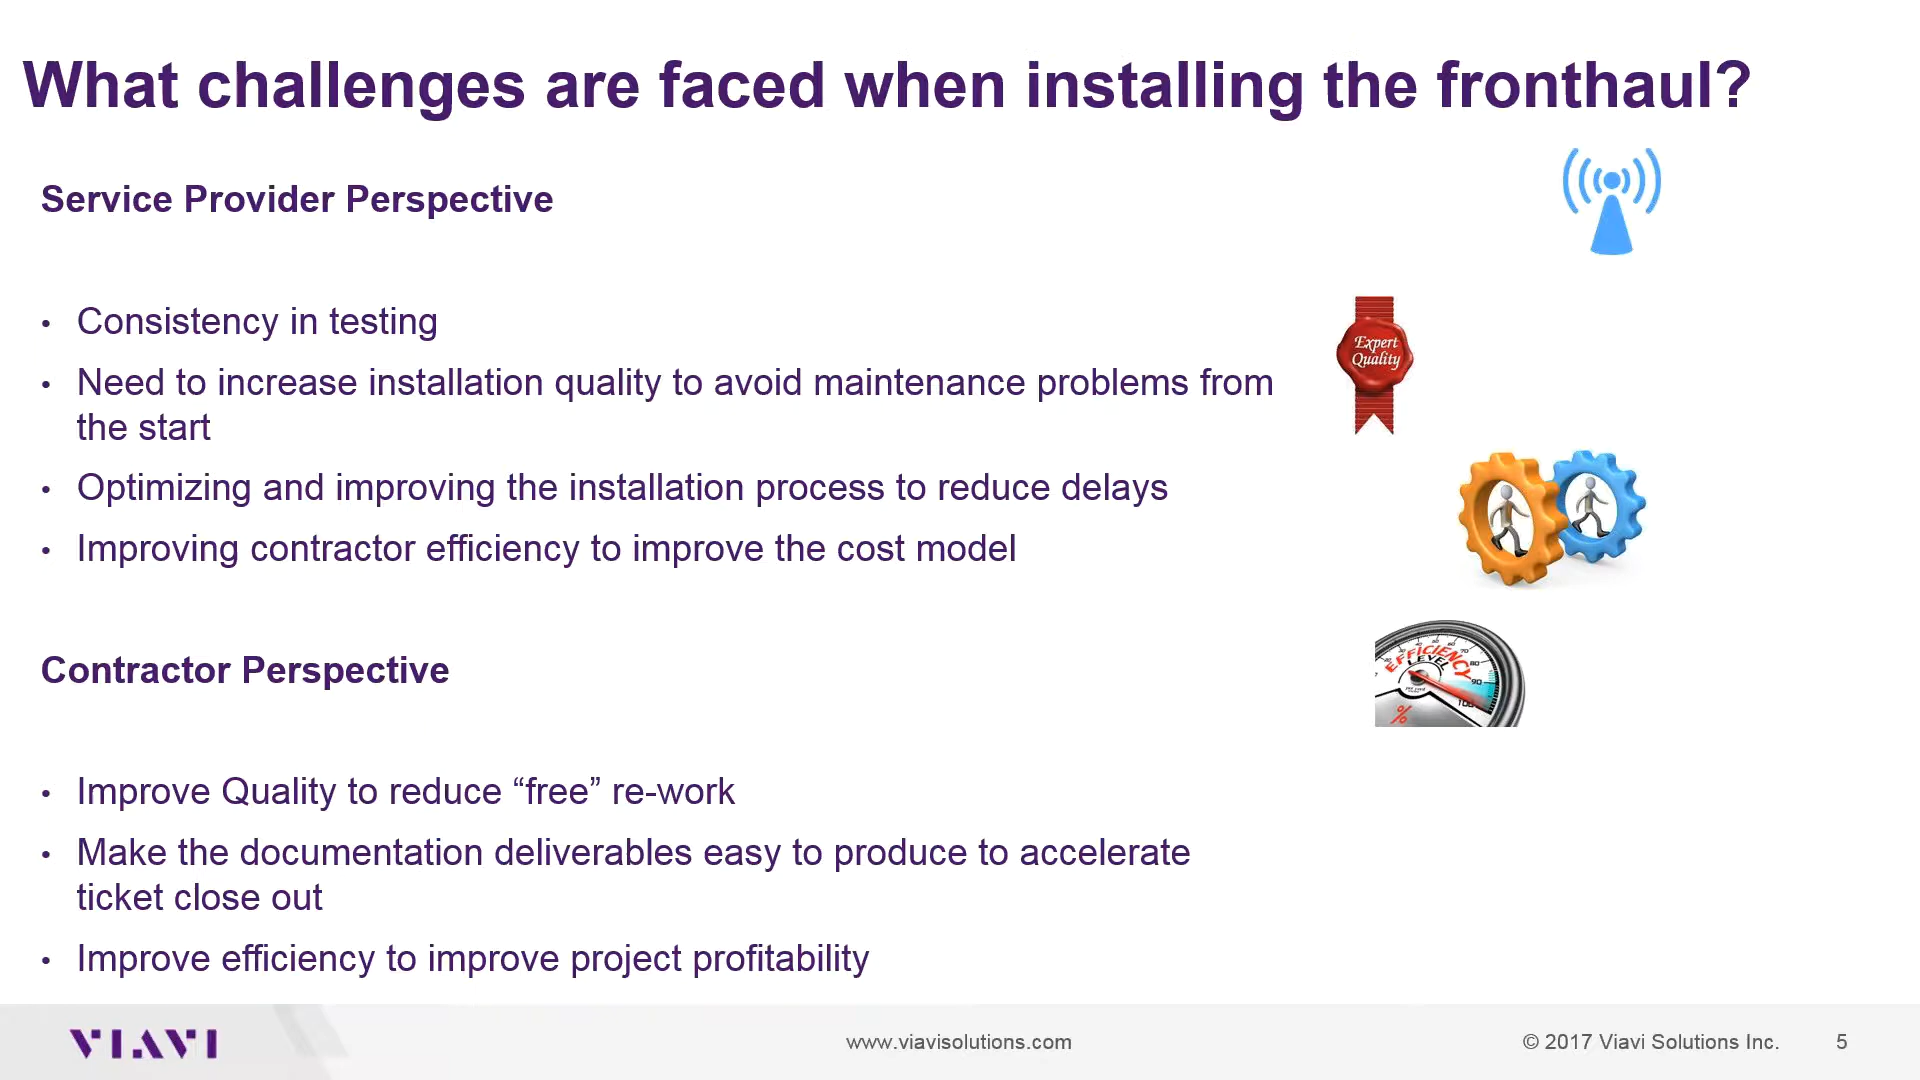 What challenges are faced when installing the fronthaul?
Service Provider Perspective
• Consistency in testing
• Need to increase installation quality to avoid maintenance problems from
the start
• Optimizing and improving the installation process to reduce delays
• Improving contractor efficiency to improve the cost model
Expert
Quality
EFFICIENCY
LEVEL
70
80
90
100
%
Contractor Perspective
• Improve Quality to reduce “free” re-work
• Make the documentation deliverables easy to produce to accelerate
ticket close out
• Improve efficiency to improve project profitability
VIAVI
www.viavisolutions.com
© 2017 Viavi Solutions Inc.
5